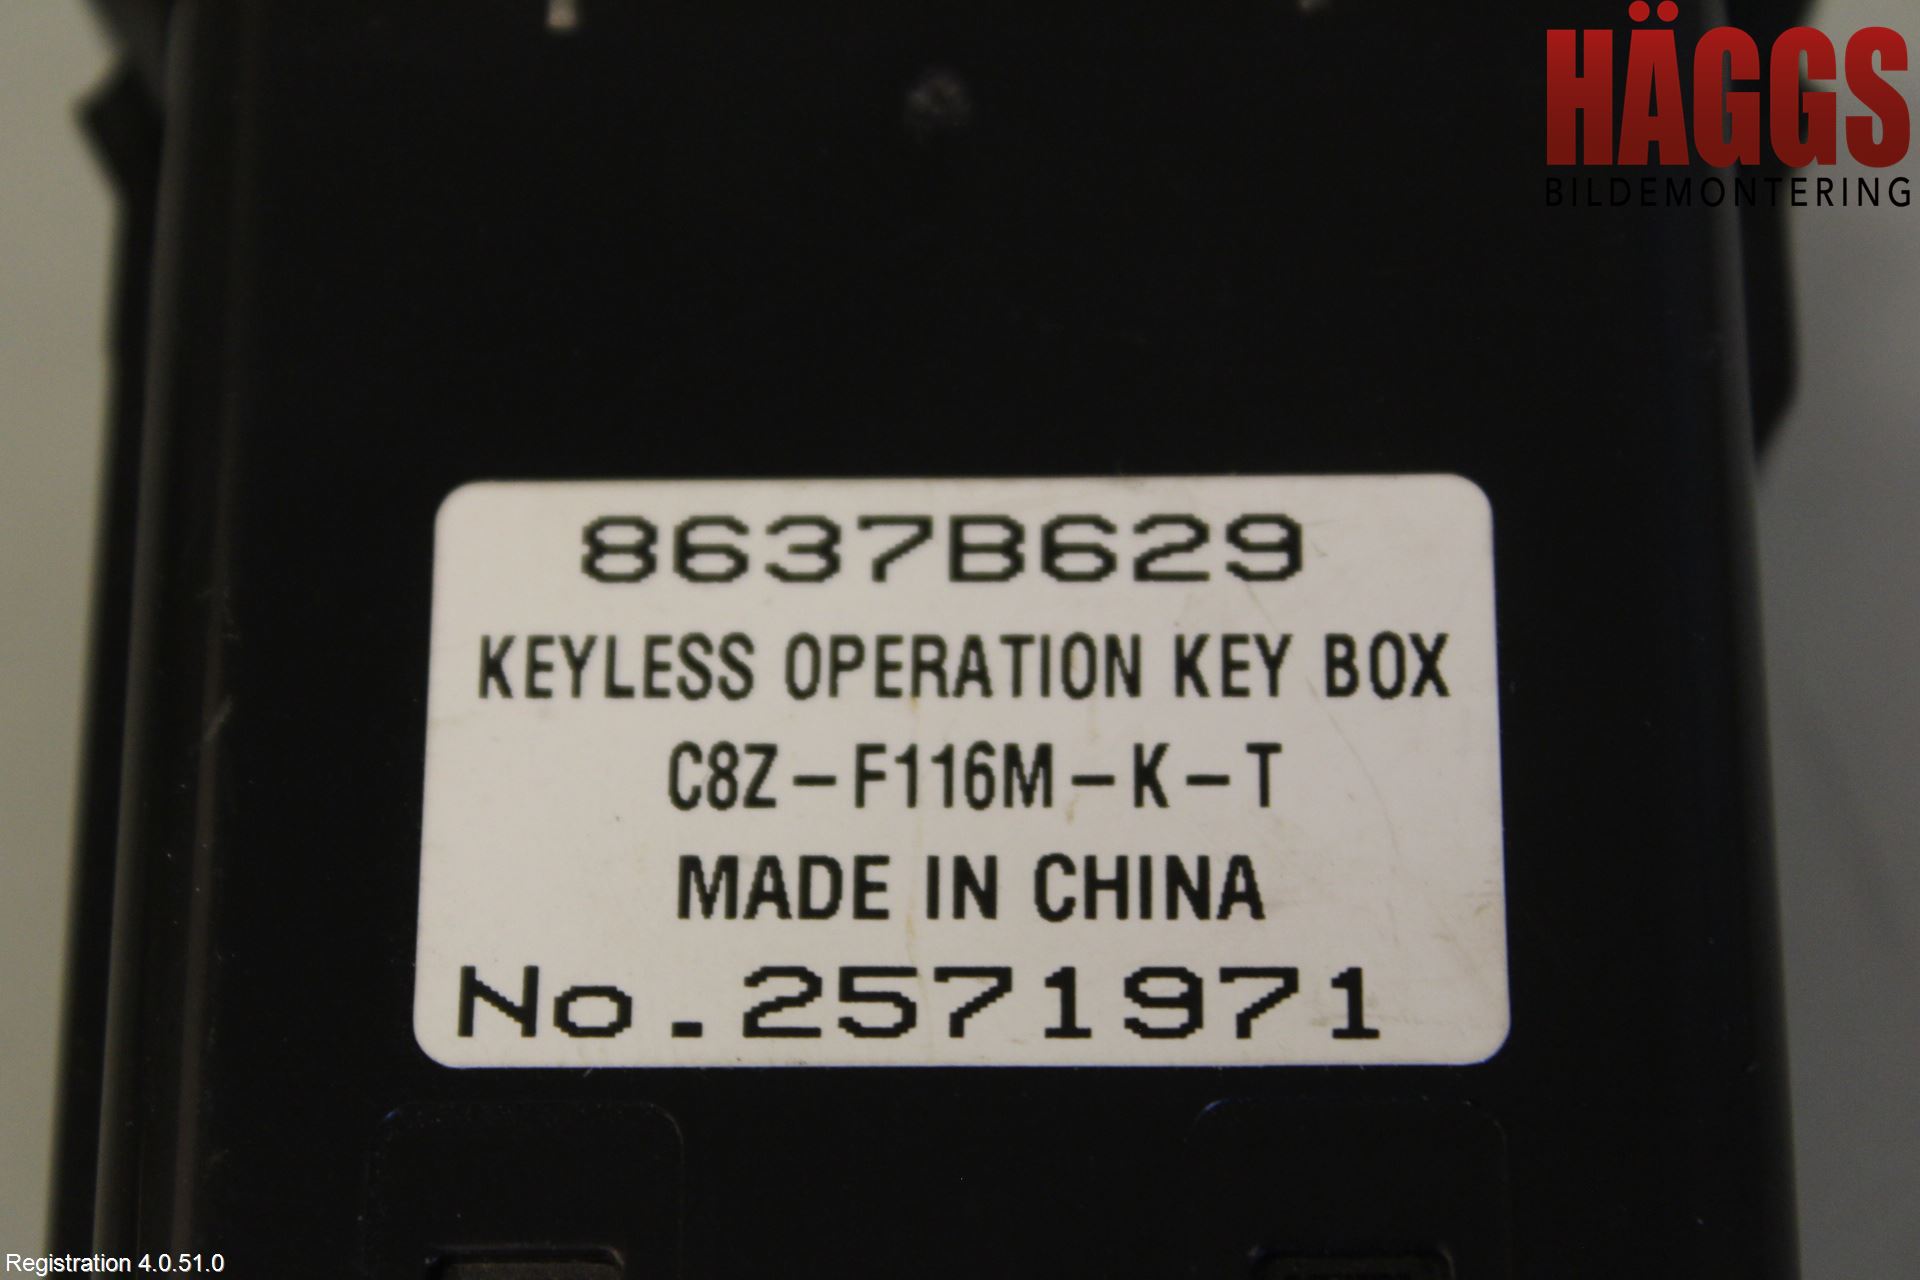 HÄGGS
BILDEMONTERING
8637B629
KEYLESS OPERATION KEY BOX
C8Z-F116M-K-T
MADE IN CHINA
No.2571971
Registration 4.0.51.0